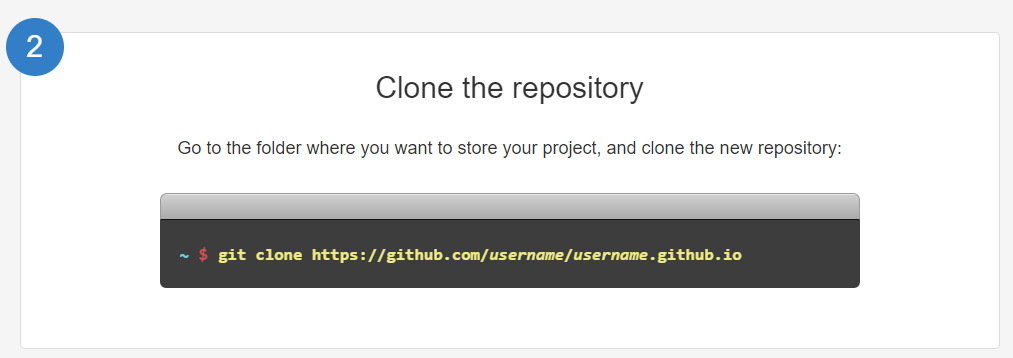 2
Clone the repository
Go to the folder where you want to store your project, and clone the new repository:
~ $ git clone https://github.com/username/username.github.io